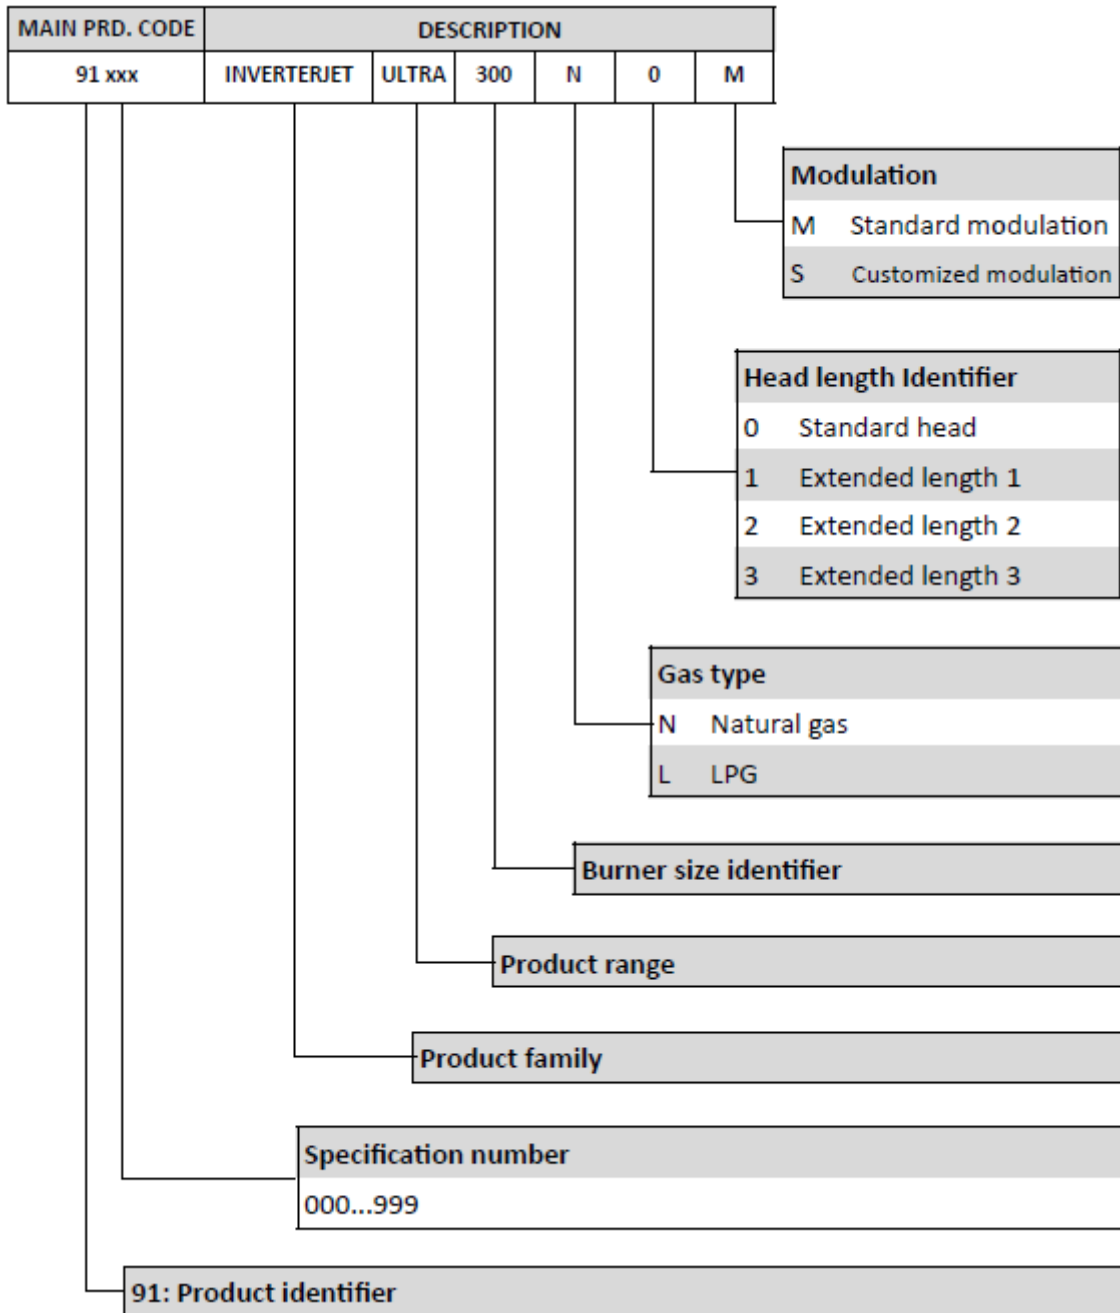 MAIN PRD. CODE DESCRIPTION
91 xxx INVERTERJET ULTRA 300 N 0 M
Modulation
M Standard modulation
S Customized modulation
Head length Identifier
0 Standard head
1 Extended length 1
2 Extended length 2
3 Extended length 3
Gas type
N Natural gas
L LPG
Burner size identifier
Product range
Product family
Specification number
000...999
91: Product identifier